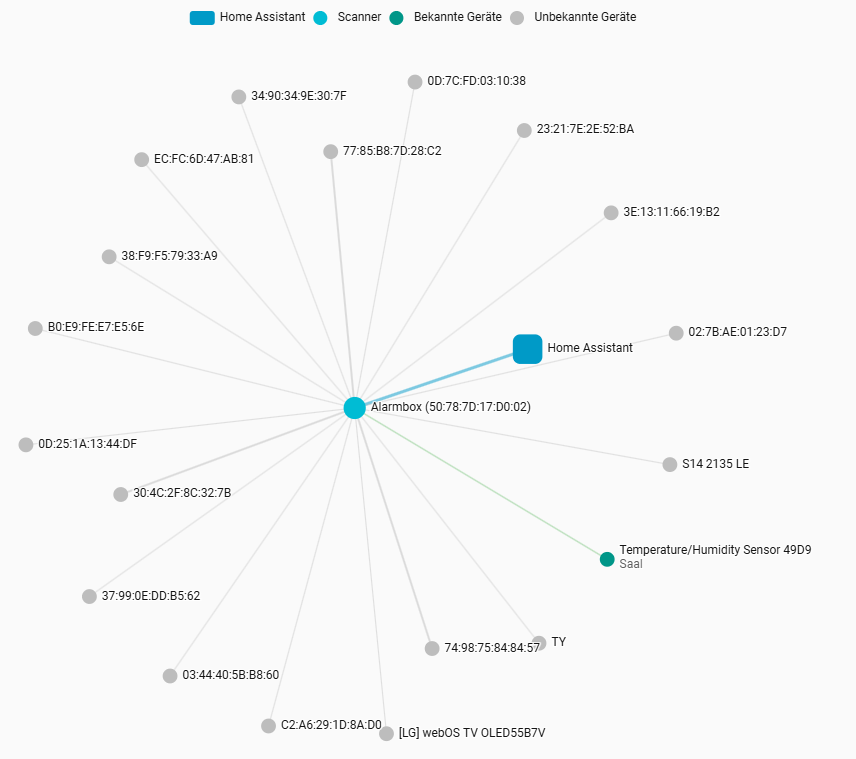 Home Assistant
Scanner
Bekannte Geräte
Unbekannte Geräte
0D:7C:FD:03:10:38
34:90:34:9E:30:7F
23:21:7E:2E:52:BA
77:85:B8:7D:28:C2
EC:FC:6D:47:AB:81
3E:13:11:66:19:B2
38:F9:F5:79:33:A9
B0:E9:FE:E7:E5:6E
02:7B:AE:01:23:D7
Home Assistant
Alarmbox (50:78:7D:17:D0:02)
0D:25:1A:13:44:DF
S14 2135 LE
30:4C:2F:8C:32:7B
Temperature/Humidity Sensor 49D9
Saal
37:99:0E:DD:B5:62
TY
74:98:75:84:84:57
03:44:40:5B:B8:60
C2:A6:29:1D:8A:D0
[LG] webOS TV OLED55B7V